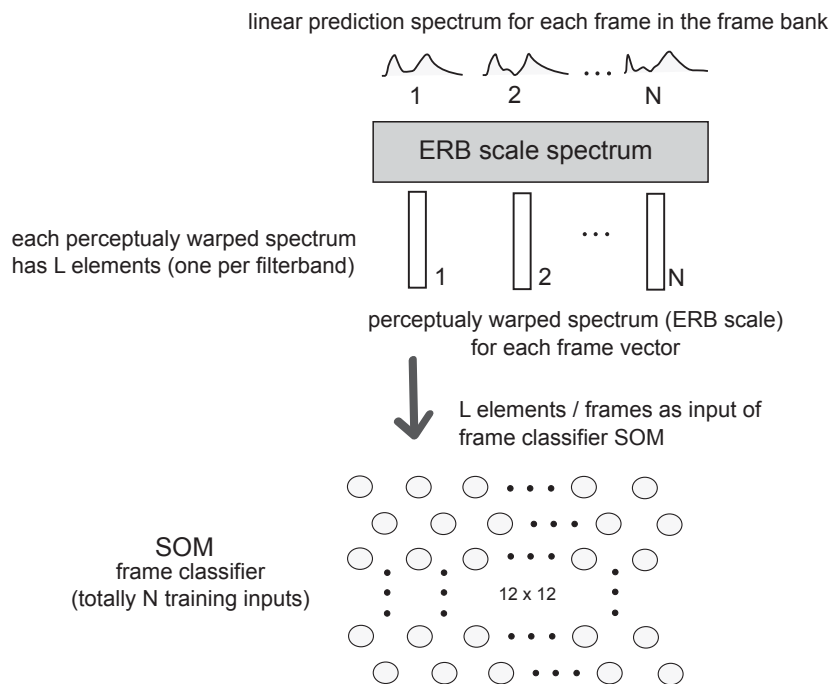 linear prediction spectrum for each frame in the frame bank
1 2 N
ERB scale spectrum
each perceptualy warped spectrum
has L elements (one per filterband)
1 2 N
perceptualy warped spectrum (ERB scale)
for each frame vector
L elements / frames as input of
frame classifier SOM
SOM
frame classifier
(totally N training inputs)
12 x 12